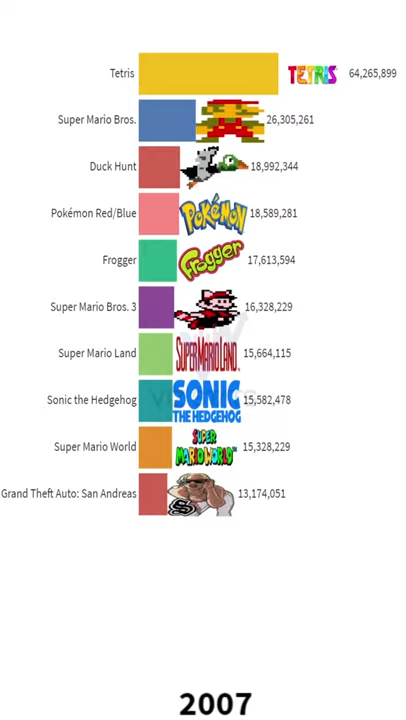 Tetris TETRIS 64,265,899
Super Mario Bros. 26,305,261
Duck Hunt 18,992,344
Pokémon Red/Blue POKéMON 18,589,281
Frogger Frogger 17,613,594
Super Mario Bros. 3 16,328,229
Super Mario Land SUPER MARIO LAND. 15,664,115
Sonic the Hedgehog SONIC THE HEDGEHOG 15,582,478
Super Mario World SUPER MARIO WORLD 15,328,229
Grand Theft Auto: San Andreas 13,174,051
2007